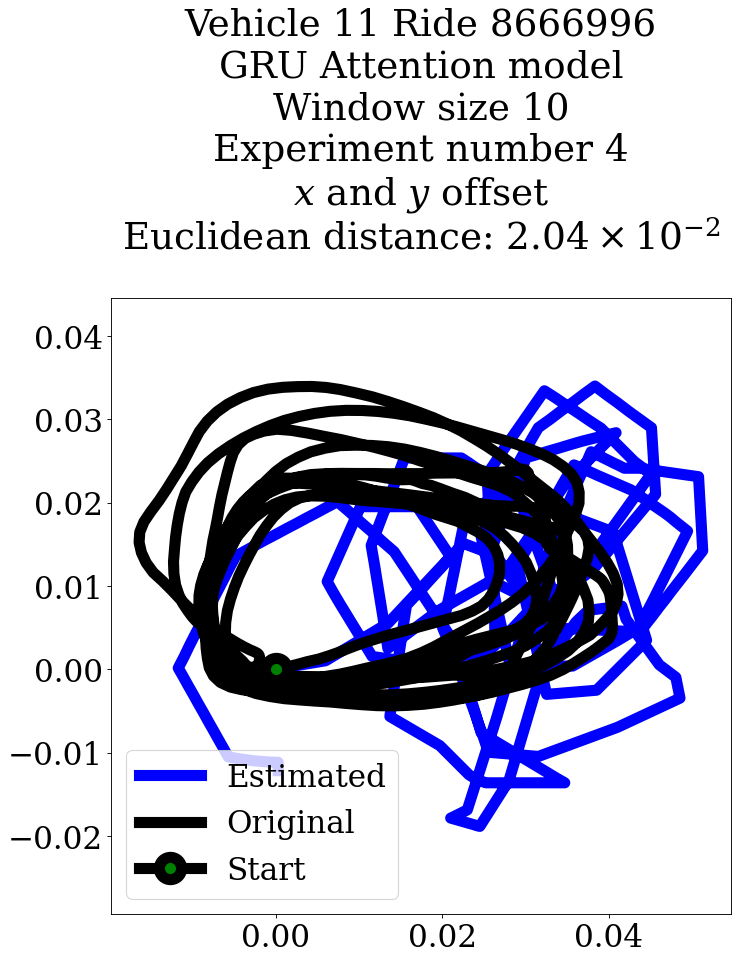 Vehicle 11 Ride 8666996
GRU Attention model
Window size 10
Experiment number 4
x and y offset
Euclidean distance: 2.04 × 10⁻²
0.04
0.03
0.02
0.01
0.00
−0.01
−0.02
Estimated
Original
Start
0.00 0.02 0.04